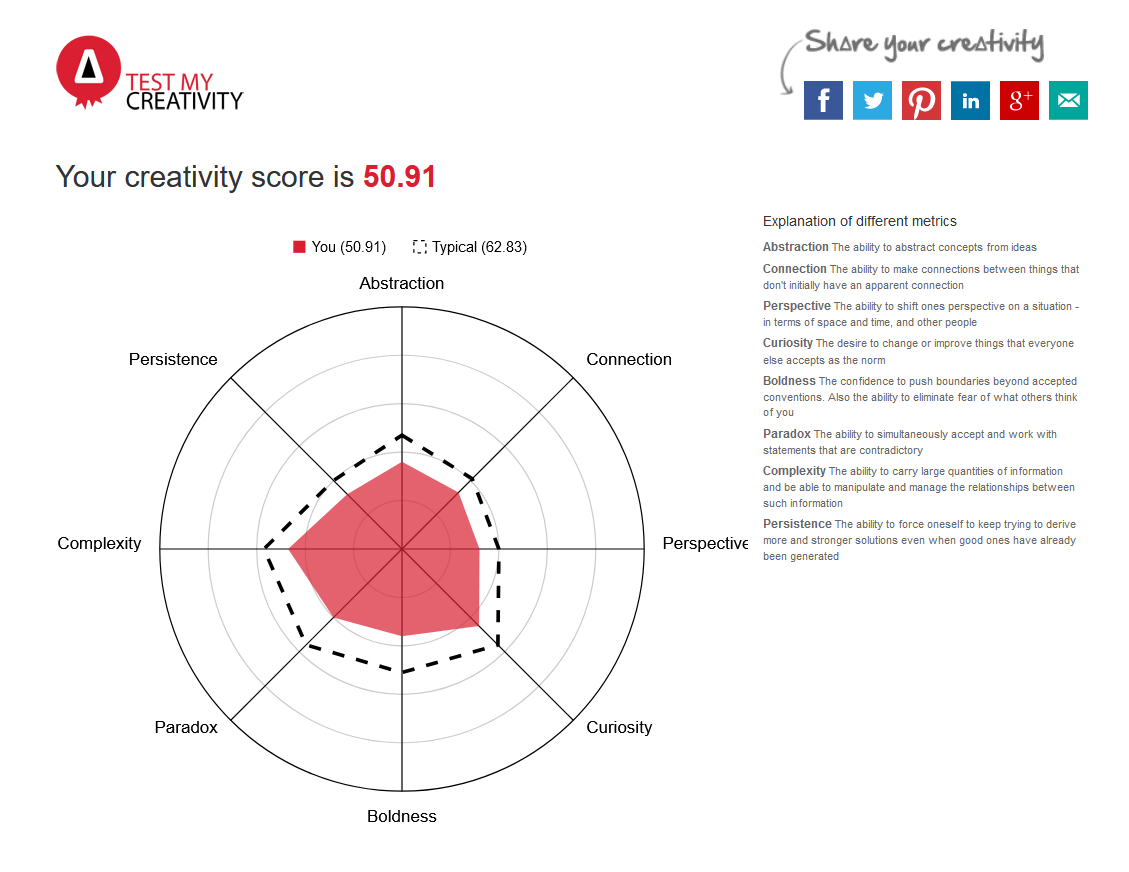 Share your creativity
TEST MY
CREATIVITY
Your creativity score is 50.91
You (50.91) Typical (62.83)
Abstraction
Persistence
Connection
Complexity
Perspective
Paradox
Curiosity
Boldness
Explanation of different metrics
Abstraction The ability to abstract concepts from ideas
Connection The ability to make connections between things that
don't initially have an apparent connection
Perspective The ability to shift ones perspective on a situation -
in terms of space and time, and other people
Curiosity The desire to change or improve things that everyone
else accepts as the norm
Boldness The confidence to push boundaries beyond accepted
conventions. Also the ability to eliminate fear of what others think
of you
Paradox The ability to simultaneously accept and work with
statements that are contradictory
Complexity The ability to carry large quantities of information
and be able to manipulate and manage the relationships between
such information
Persistence The ability to force oneself to keep trying to derive
more and stronger solutions even when good ones have already
been generated